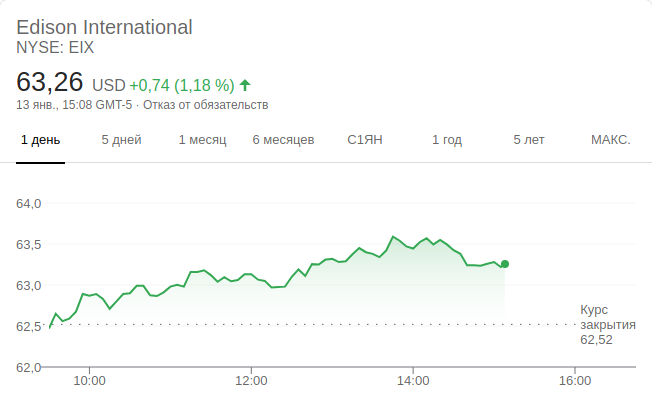 Edison International
NYSE: EIX
63,26 USD +0,74 (1,18 %)
13 янв., 15:08 GMT-5 · Отказ от обязательств
1 день 5 дней 1 месяц 6 месяцев С1ЯН 1 год 5 лет МАКС.
64,0
63,5
63,0
62,5
62,0
Курс
закрытия
62,52
10:00 12:00 14:00 16:00